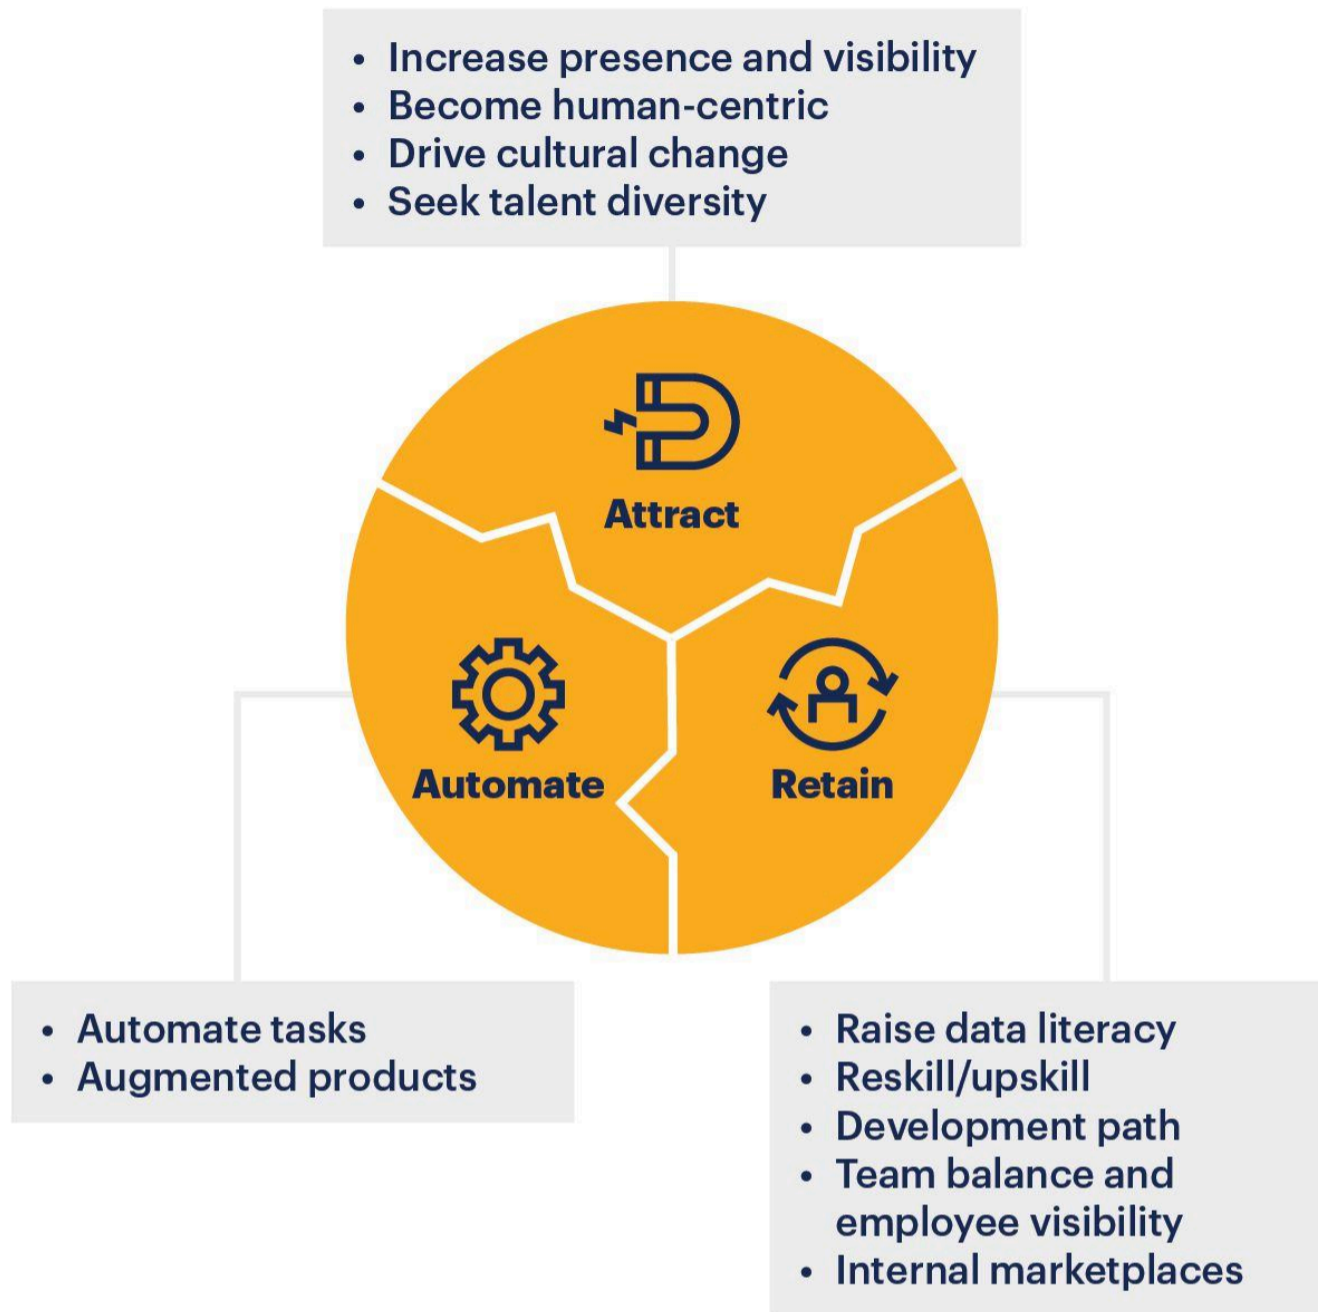 • Increase presence and visibility
• Become human-centric
• Drive cultural change
• Seek talent diversity
Attract
Automate
Retain
• Automate tasks
• Augmented products
• Raise data literacy
• Reskill/upskill
• Development path
• Team balance and
employee visibility
• Internal marketplaces